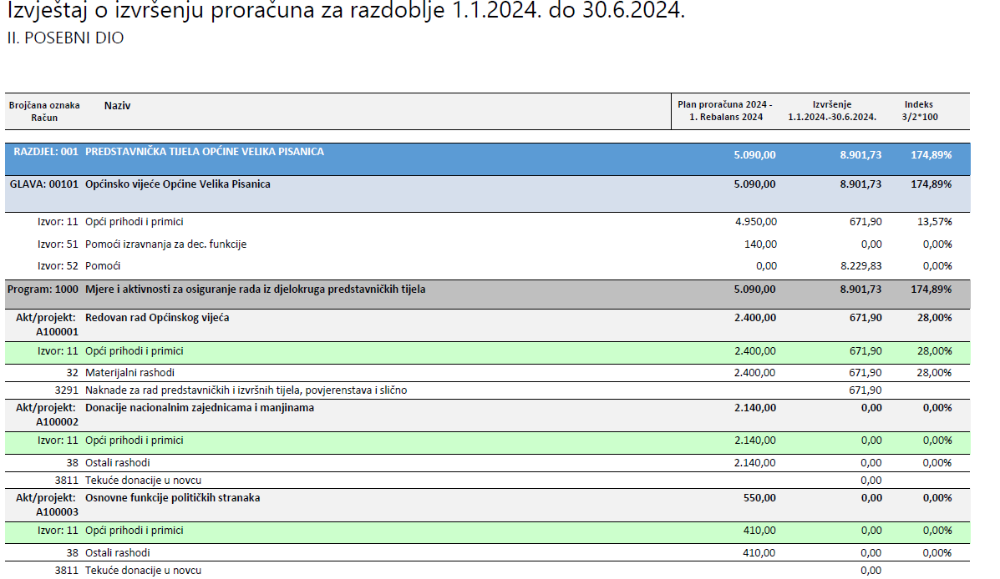 Izvještaj o izvršenju proračuna za razdoblje 1.1.2024. do 30.6.2024.
II. POSEBNI DIO
Brojčana oznaka Naziv Plan proračuna 2024 - Izvršenje Indeks
Račun 1. Rebalans 2024 1.1.2024.-30.6.2024. 3/2*100
RAZDJEL: 001 PREDSTAVNIČKA TIJELA OPĆINE VELIKA PISANICA 5.090,00 8.901,73 174,89%
GLAVA: 00101 Općinsko vijeće Općine Velika Pisanica 5.090,00 8.901,73 174,89%
Izvor: 11 Opći prihodi i primici 4.950,00 671,90 13,57%
Izvor: 51 Pomoći izravnanja za dec. funkcije 140,00 0,00 0,00%
Izvor: 52 Pomoći 0,00 8.229,83 0,00%
Program: 1000 Mjere i aktivnosti za osiguranje rada iz djelokruga predstavničkih tijela 5.090,00 8.901,73 174,89%
Akt/projekt: Redovan rad Općinskog vijeća 2.400,00 671,90 28,00%
A100001
Izvor: 11 Opći prihodi i primici 2.400,00 671,90 28,00%
32 Materijalni rashodi 2.400,00 671,90 28,00%
3291 Naknade za rad predstavničkih i izvršnih tijela, povjerenstava i slično 671,90
Akt/projekt: Donacije nacionalnim zajednicama i manjinama 2.140,00 0,00 0,00%
A100002
Izvor: 11 Opći prihodi i primici 2.140,00 0,00 0,00%
38 Ostali rashodi 2.140,00 0,00 0,00%
3811 Tekuće donacije u novcu 0,00
Akt/projekt: Osnovne funkcije političkih stranaka 550,00 0,00 0,00%
A100003
Izvor: 11 Opći prihodi i primici 410,00 0,00 0,00%
38 Ostali rashodi 410,00 0,00 0,00%
3811 Tekuće donacije u novcu 0,00